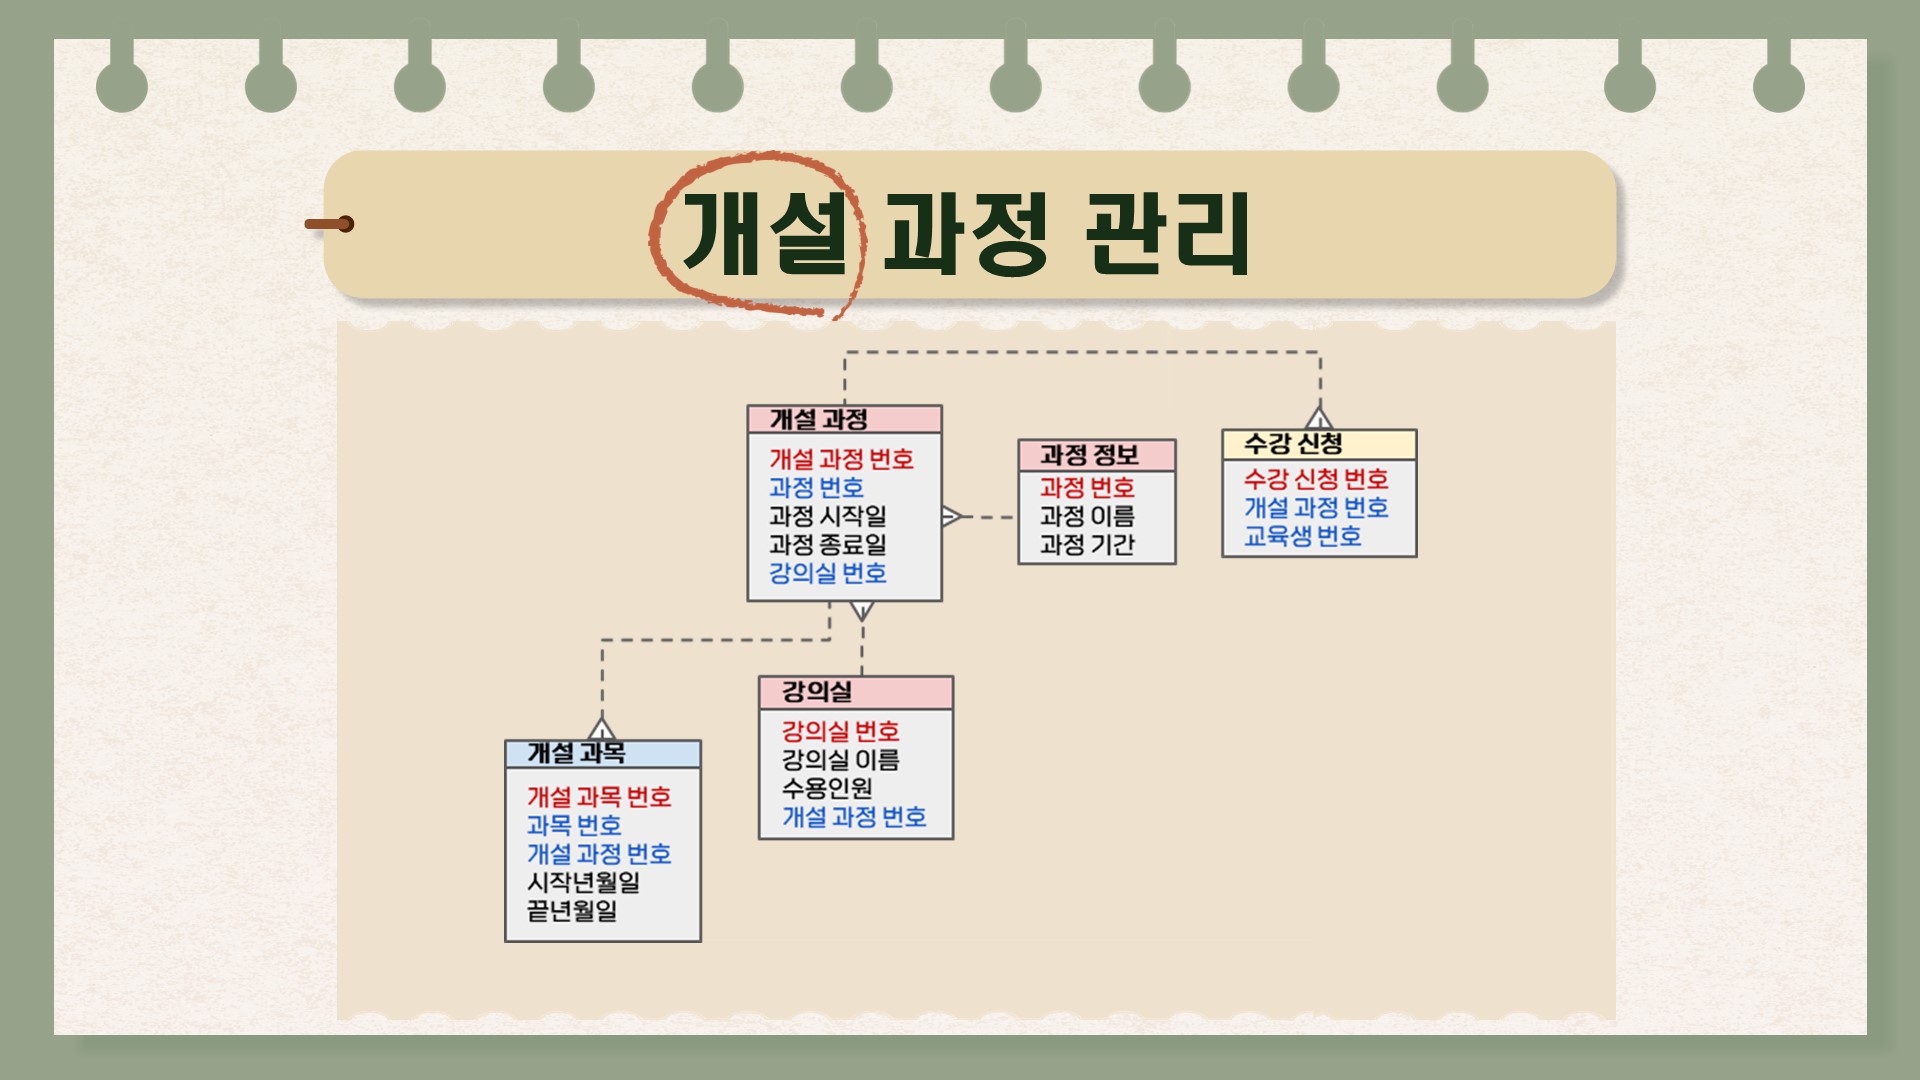 개설 과정 관리
개설 과정
개설 과정 번호
과정 번호
과정 시작일
과정 종료일
강의실 번호
과정 정보
과정 번호
과정 이름
과정 기간
수강 신청
수강 신청 번호
개설 과정 번호
교육생 번호
개설 과목
개설 과목 번호
과목 번호
개설 과정 번호
시작년월일
끝년월일
강의실
강의실 번호
강의실 이름
수용인원
개설 과정 번호